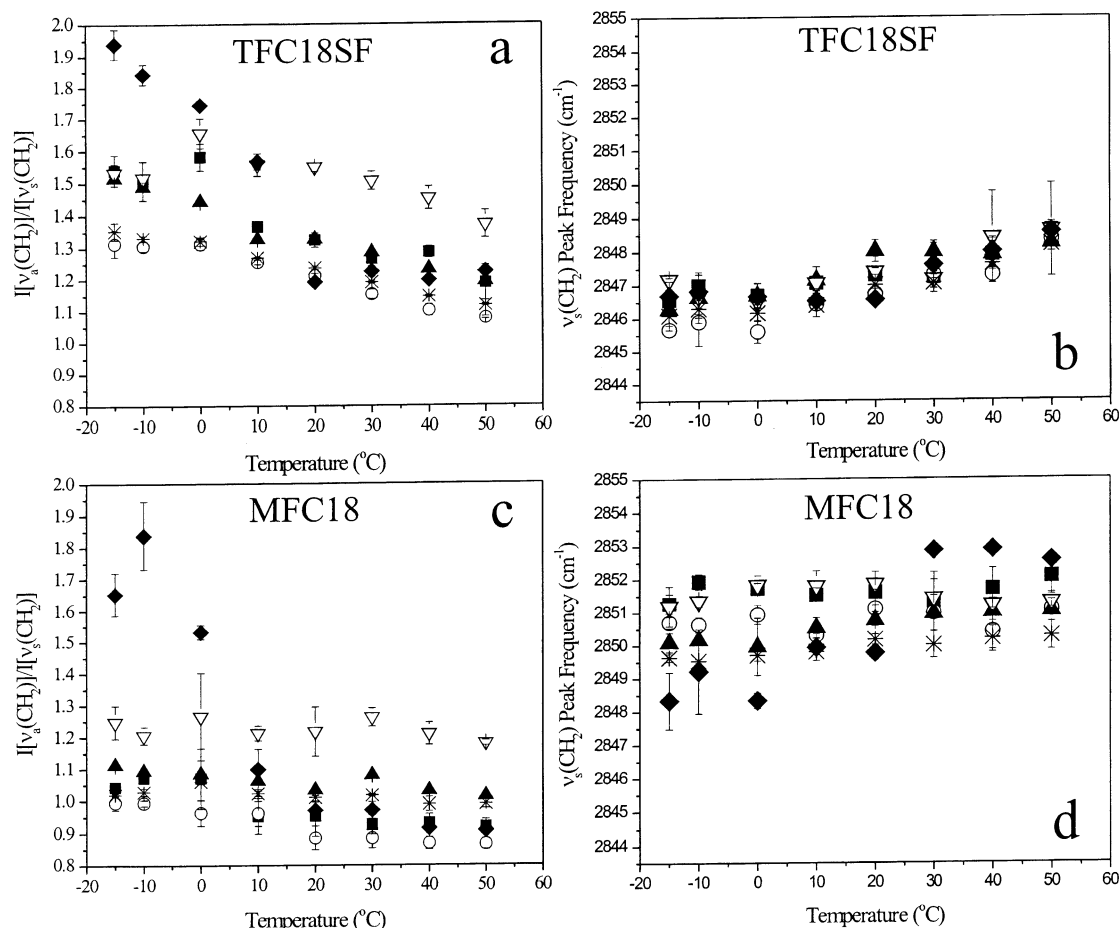 TFC18SF
a
I[νa(CH2)]/I[νs(CH2)]
2.0
1.9
1.8
1.7
1.6
1.5
1.4
1.3
1.2
1.1
1.0
0.9
0.8
-20 -10 0 10 20 30 40 50 60
Temperature (°C)
TFC18SF
b
νs(CH2) Peak Frequency (cm-1)
2855
2854
2853
2852
2851
2850
2849
2848
2847
2846
2845
2844
-20 -10 0 10 20 30 40 50 60
Temperature (°C)
MFC18
c
I[νa(CH2)]/I[νs(CH2)]
2.0
1.9
1.8
1.7
1.6
1.5
1.4
1.3
1.2
1.1
1.0
0.9
0.8
-20 -10 0 10 20 30 40 50 60
Temperature (°C)
MFC18
d
νs(CH2) Peak Frequency (cm-1)
2855
2854
2853
2852
2851
2850
2849
2848
2847
2846
2845
2844
-20 -10 0 10 20 30 40 50 60
Temperature (°C)